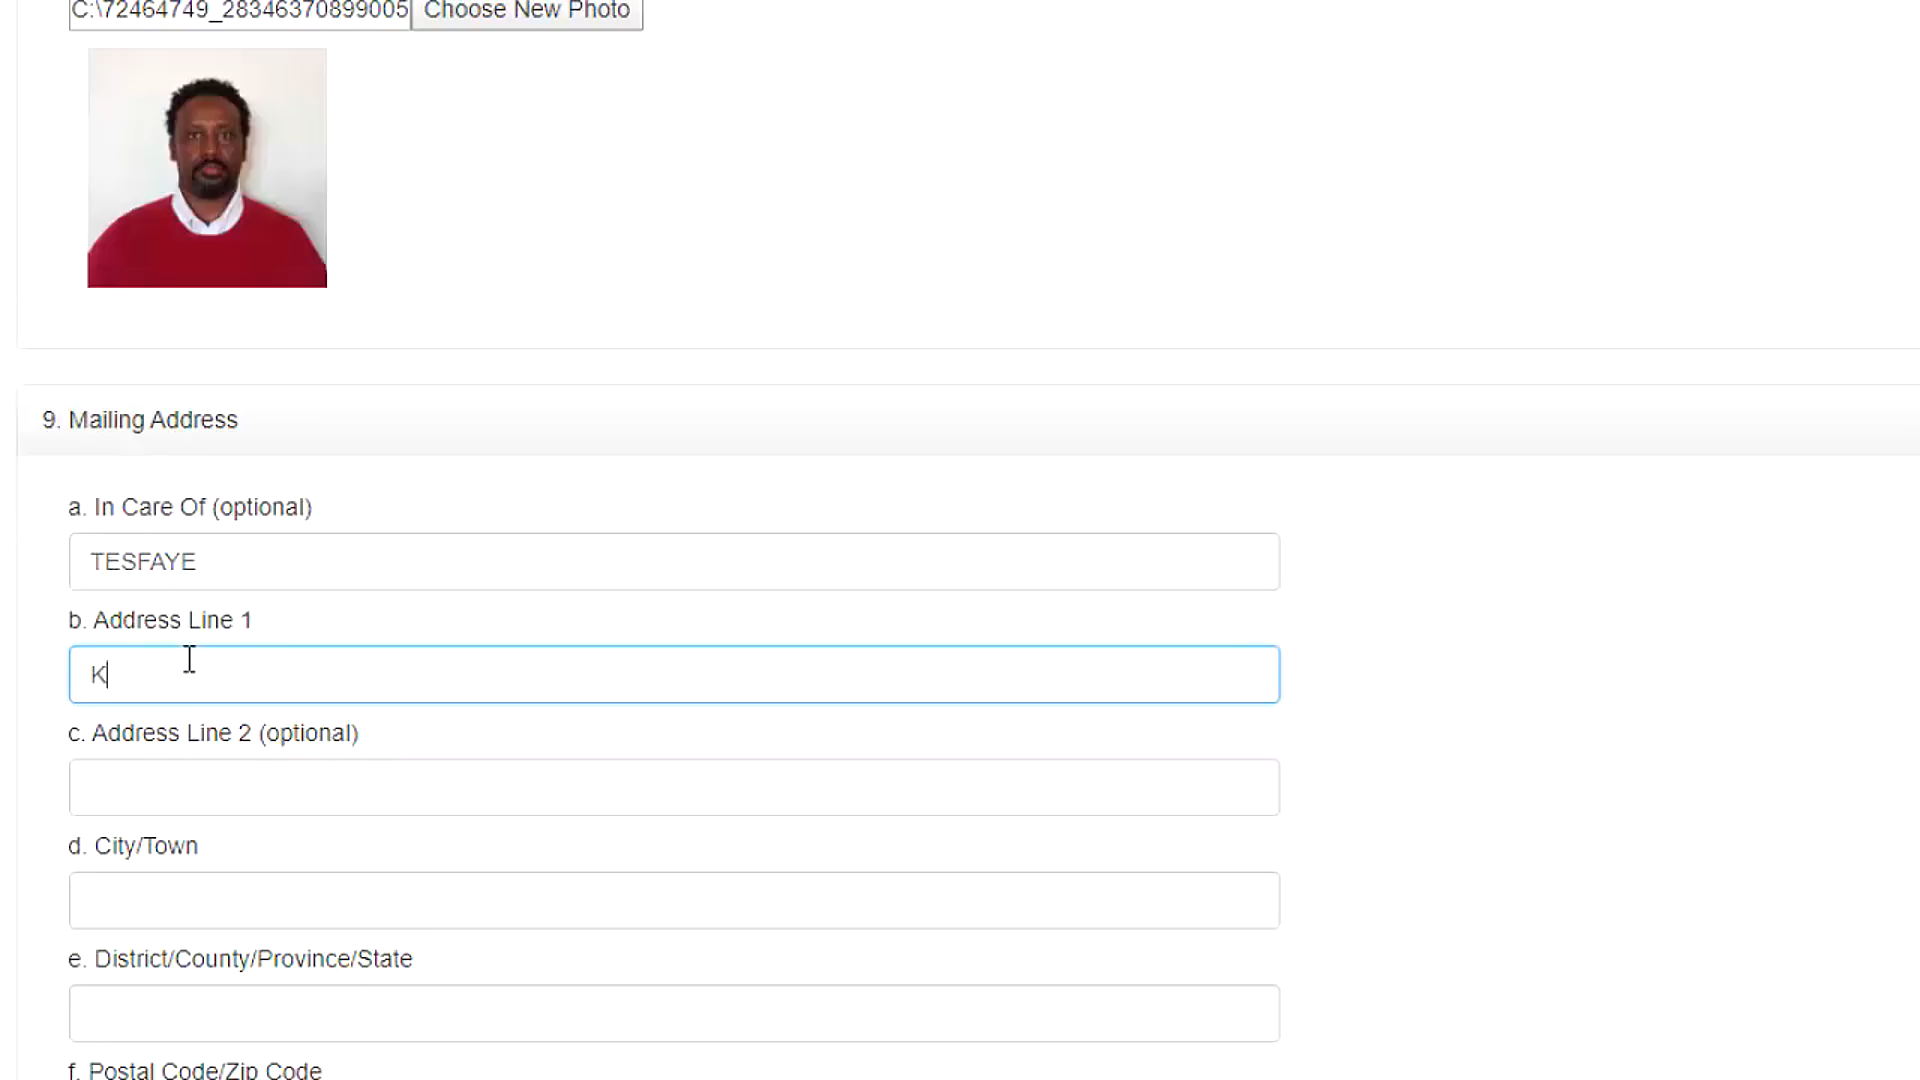 C:\72464749_28346370899005 Choose New Photo
9. Mailing Address
a. In Care Of (optional)
TESFAYE
b. Address Line 1
K
c. Address Line 2 (optional)
d. City/Town
e. District/County/Province/State
f. Postal Code/Zip Code